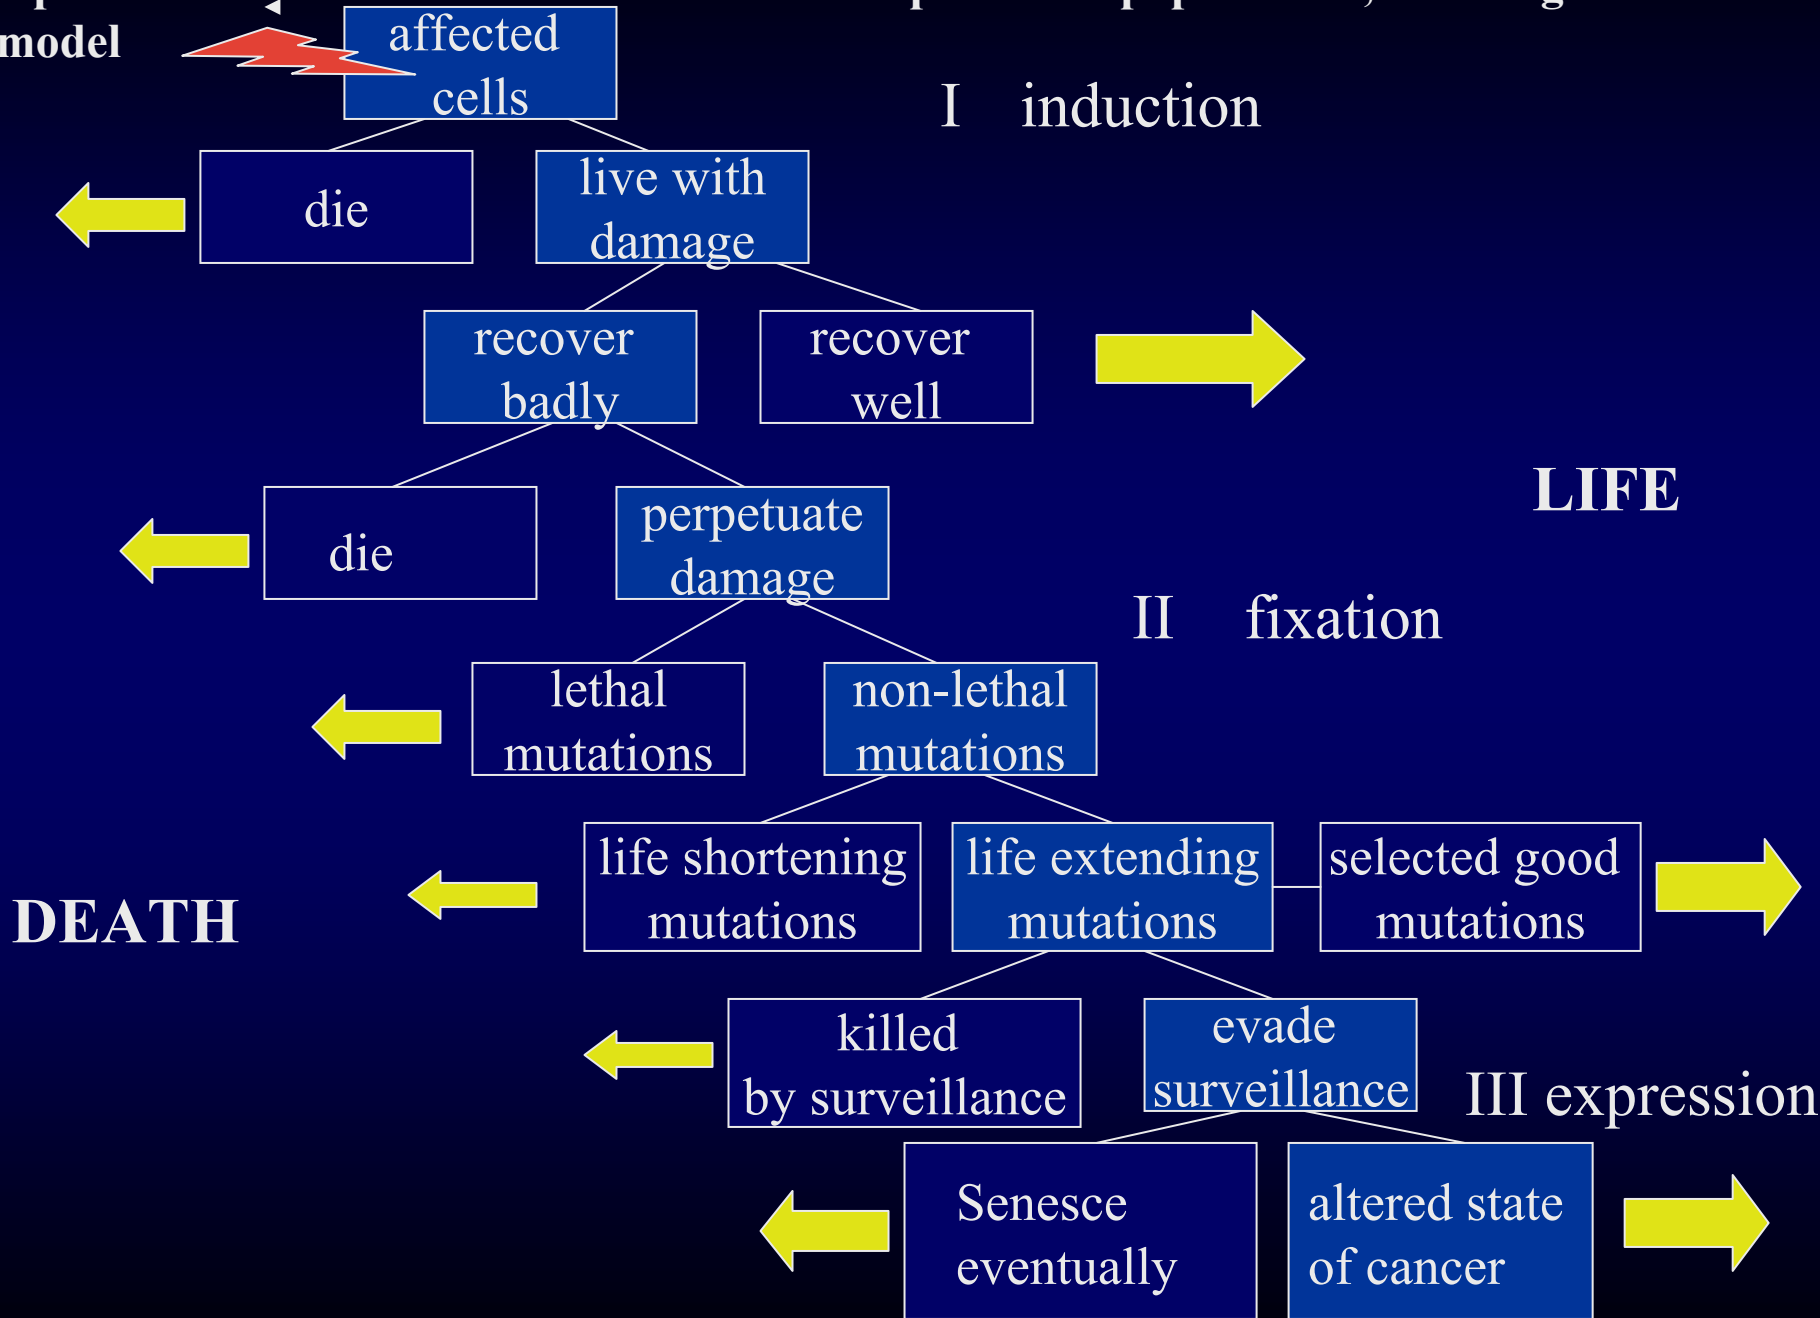 model
affected
cells
I induction
die
live with
damage
recover
badly
recover
well
LIFE
die
perpetuate
damage
II fixation
lethal
mutations
non-lethal
mutations
life shortening
mutations
life extending
mutations
selected good
mutations
DEATH
killed
by surveillance
evade
surveillance
III expression
Senesce
eventually
altered state
of cancer